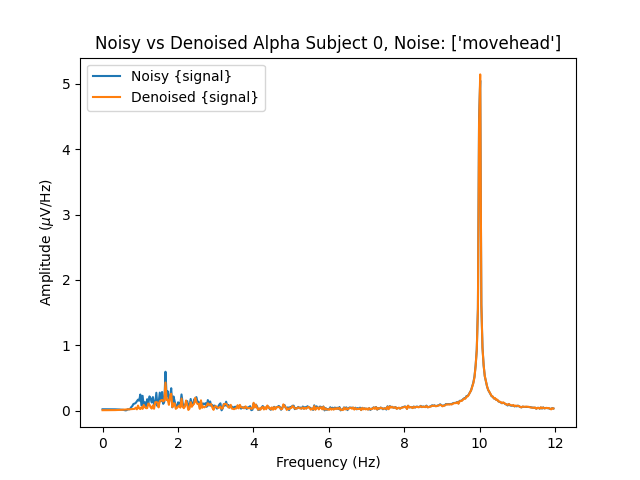 Noisy vs Denoised Alpha Subject 0, Noise: ['movehead']
Noisy {signal}
Denoised {signal}
Amplitude (μV/Hz)
5
4
3
2
1
0
0 2 4 6 8 10 12
Frequency (Hz)